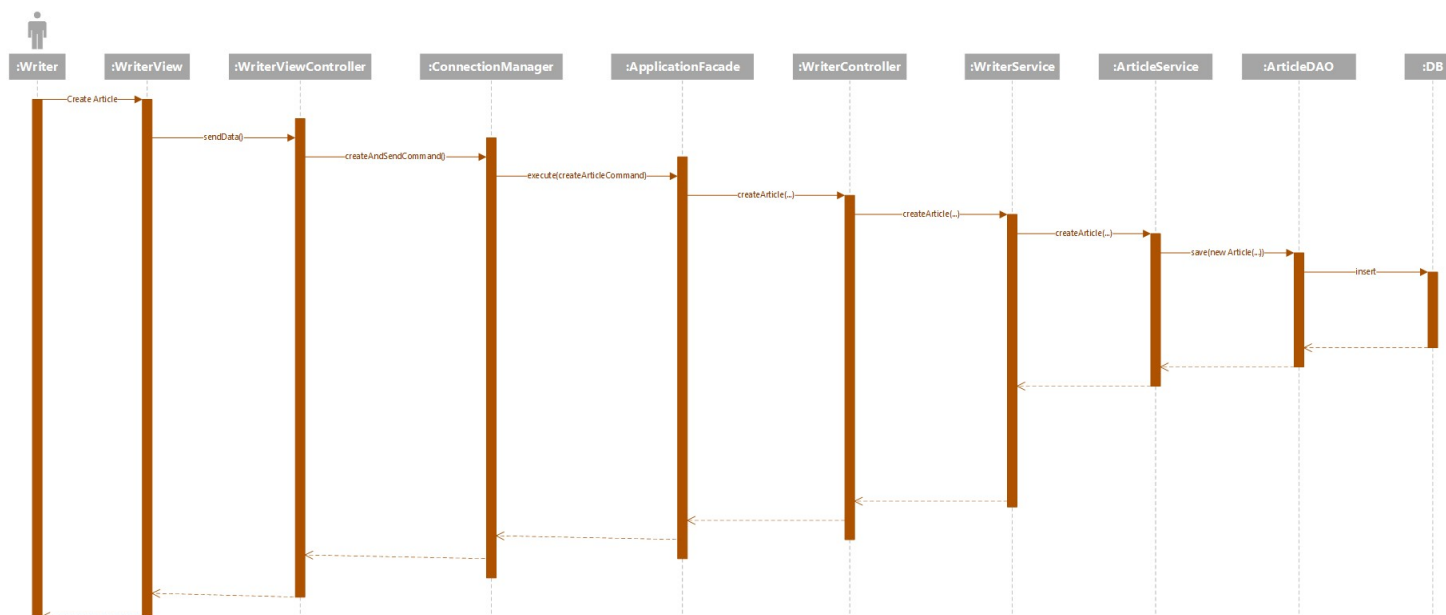 :Writer
:WriterView
:WriterViewController
:ConnectionManager
:ApplicationFacade
:WriterController
:WriterService
:ArticleService
:ArticleDAO
:DB
Create Article
sendData()
createAndSendCommand()
execute(createArticleCommand)
createArticle(...)
createArticle(...)
createArticle(...)
save(new Article(...))
insert